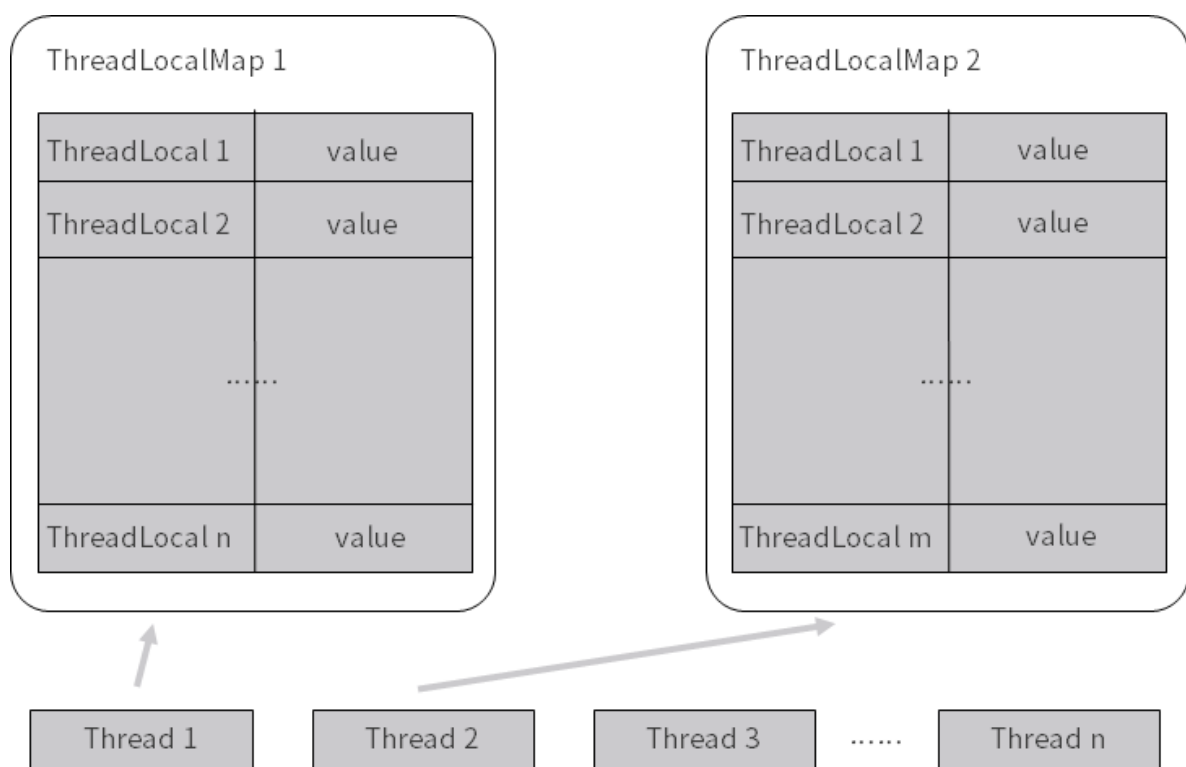 ThreadLocalMap 1
ThreadLocal 1 value
ThreadLocal 2 value
……
ThreadLocal n value
ThreadLocalMap 2
ThreadLocal 1 value
ThreadLocal 2 value
……
ThreadLocal m value
Thread 1 Thread 2 Thread 3 …… Thread n